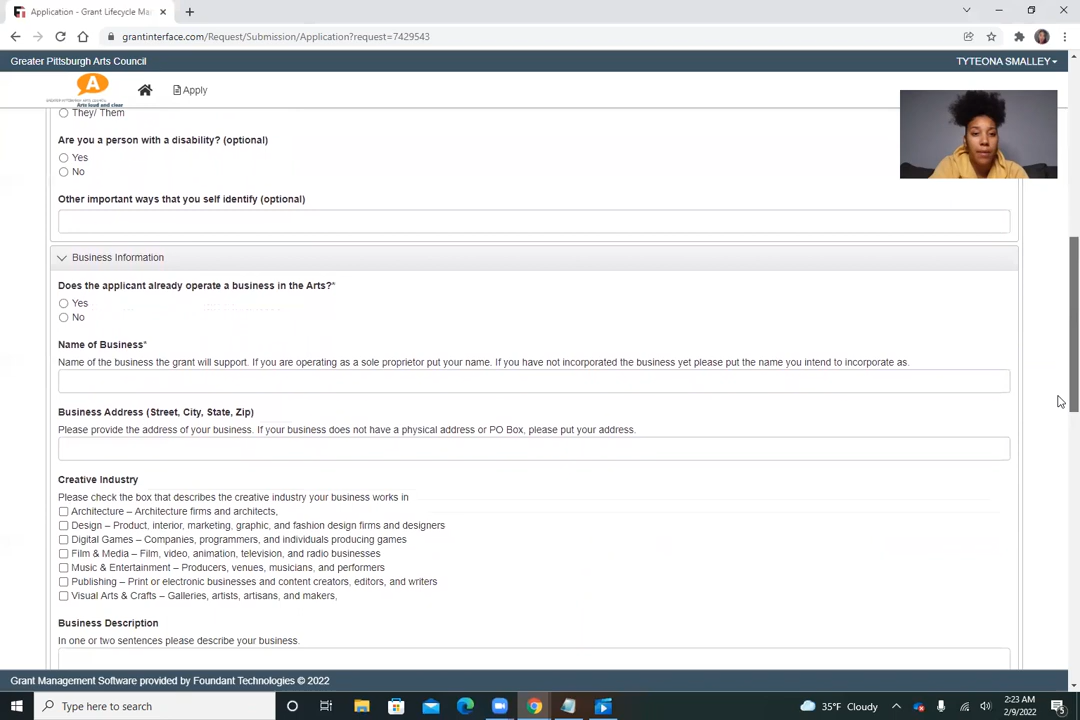 Application - Grant Lifecycle Ma
grantinterface.com/Request/Submission/Application?request=7429543
Greater Pittsburgh Arts Council
TYTEONA SMALLEY
A
Arts loud and clear
Apply
They/ Them
Are you a person with a disability? (optional)
Yes
No
Other important ways that you self identify (optional)
Business Information
Does the applicant already operate a business in the Arts?*
Yes
No
Name of Business*
Name of the business the grant will support. If you are operating as a sole proprietor put your name. If you have not incorporated the business yet please put the name you intend to incorporate as.
Business Address (Street, City, State, Zip)
Please provide the address of your business. If your business does not have a physical address or PO Box, please put your address.
Creative Industry
Please check the box that describes the creative industry your business works in
Architecture – Architecture firms and architects,
Design – Product, interior, marketing, graphic, and fashion design firms and designers
Digital Games – Companies, programmers, and individuals producing games
Film & Media – Film, video, animation, television, and radio businesses
Music & Entertainment – Producers, venues, musicians, and performers
Publishing – Print or electronic businesses and content creators, editors, and writers
Visual Arts & Crafts – Galleries, artists, artisans, and makers,
Business Description
In one or two sentences please describe your business.
Grant Management Software provided by Foundant Technologies © 2022
Type here to search
35°F Cloudy
2:23 AM
2/9/2022
5